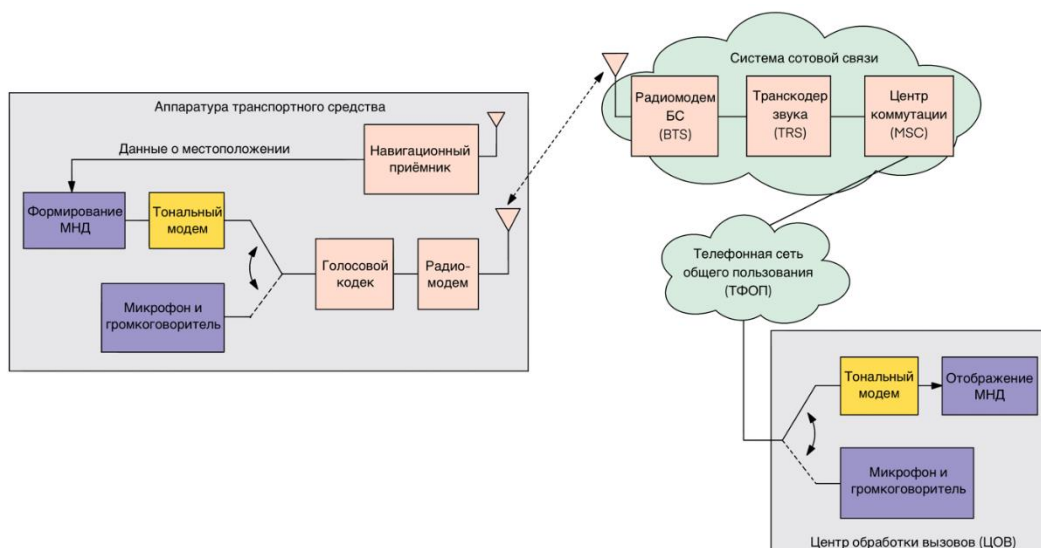 Аппаратура транспортного средства
Данные о местоположении
Навигационный
приёмник
Формирование
МНД
Тональный
модем
Голосовой
кодек
Радио-
модем
Микрофон и
громкоговоритель
Система сотовой связи
Радиомодем
БС
(BTS)
Транскодер
звука
(TRS)
Центр
коммутации
(MSC)
Телефонная сеть
общего пользования
(ТФОП)
Тональный
модем
Отображение
МНД
Микрофон и
громкоговоритель
Центр обработки вызовов (ЦОВ)